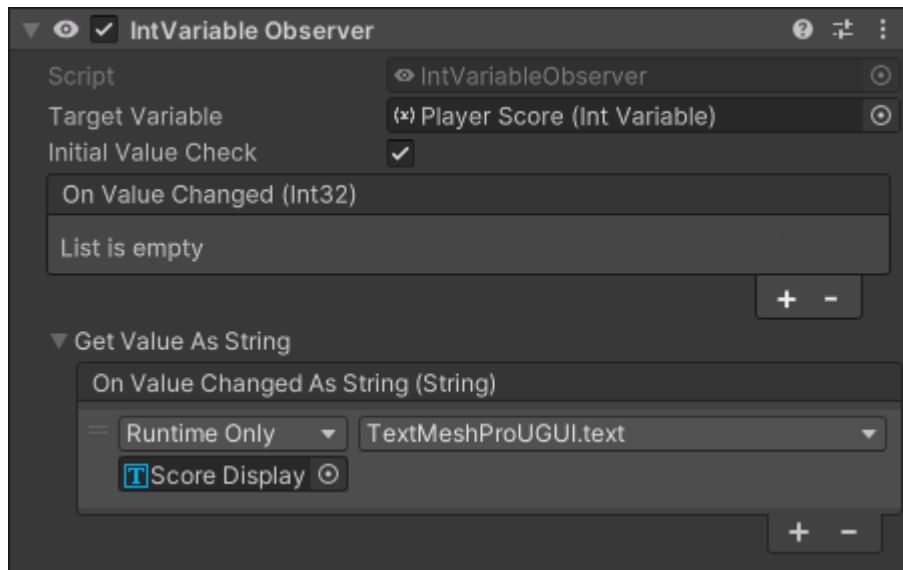 IntVariable Observer
Script IntVariableObserver
Target Variable (x) Player Score (Int Variable)
Initial Value Check
On Value Changed (Int32)
List is empty
+ -
Get Value As String
On Value Changed As String (String)
Runtime Only TextMeshProUGUI.text
T Score Display
+ -